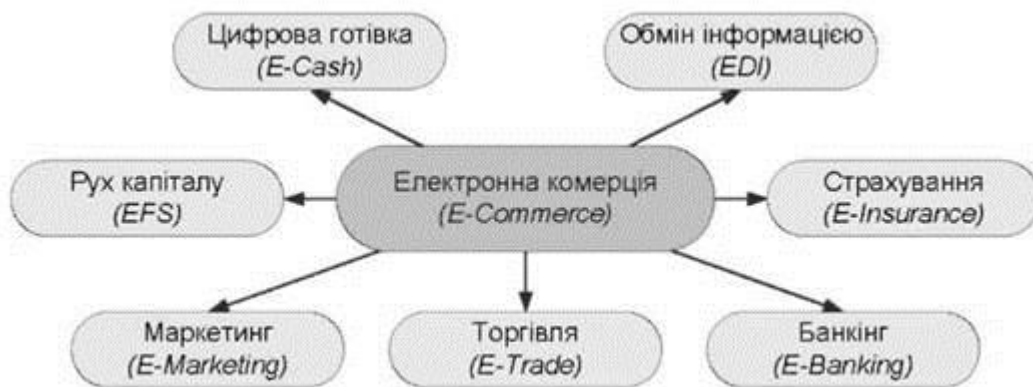 Цифрова готівка
(E-Cash)
Обмін інформацією
(EDI)
Рух капіталу
(EFS)
Електронна комерція
(E-Commerce)
Страхування
(E-Insurance)
Маркетинг
(E-Marketing)
Торгівля
(E-Trade)
Банкінг
(E-Banking)